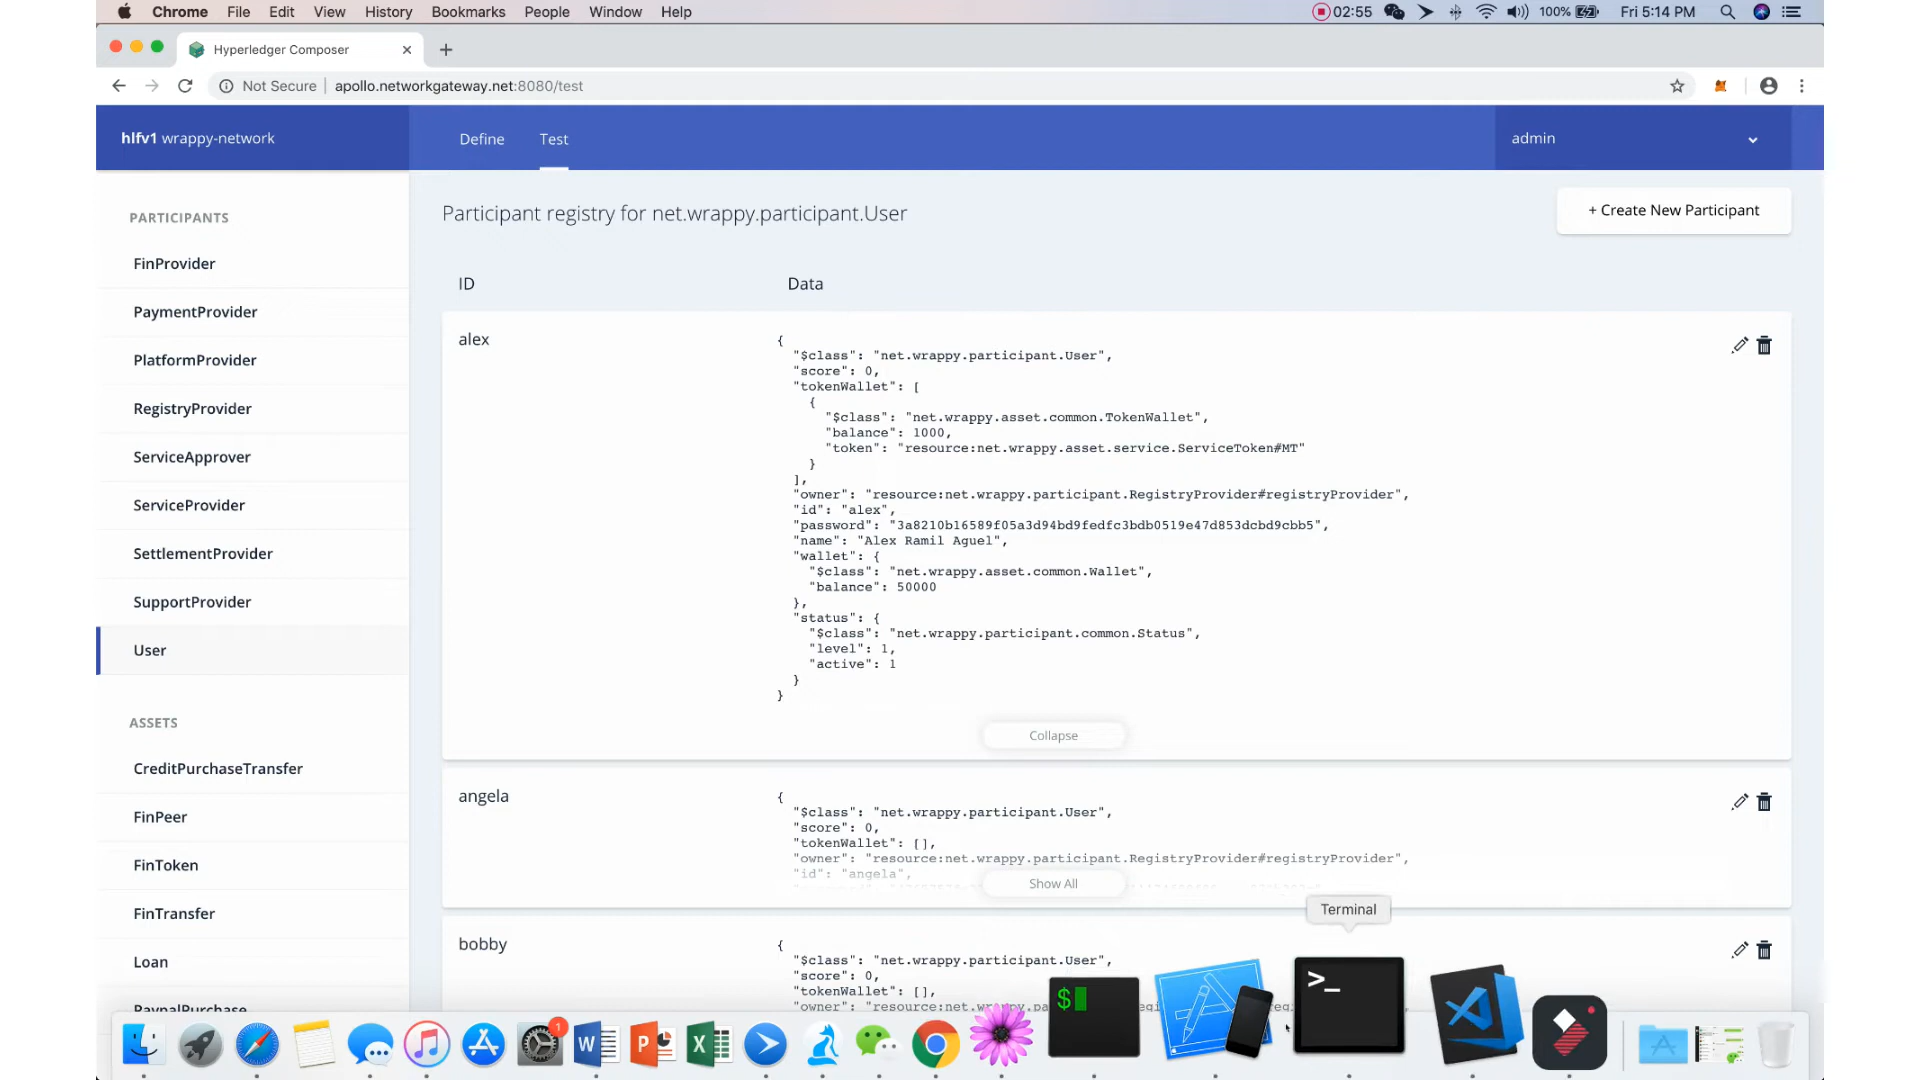 Chrome File Edit View History Bookmarks People Window Help 02:55 100% Fri 5:14 PM
Hyperledger Composer
Not Secure | apollo.networkgateway.net:8080/test
hlfv1 wrappy-network Define Test admin
PARTICIPANTS
FinProvider
PaymentProvider
PlatformProvider
RegistryProvider
ServiceApprover
ServiceProvider
SettlementProvider
SupportProvider
User
ASSETS
CreditPurchaseTransfer
FinPeer
FinToken
FinTransfer
Loan
PaypalPurchase
Participant registry for net.wrappy.participant.User
+ Create New Participant
ID Data
alex
{
"$class": "net.wrappy.participant.User",
"score": 0,
"tokenWallet": [
{
"$class": "net.wrappy.asset.common.TokenWallet",
"balance": 1000,
"token": "resource:net.wrappy.asset.service.ServiceToken#MT"
}
],
"owner": "resource:net.wrappy.participant.RegistryProvider#registryProvider",
"id": "alex",
"password": "3a8210b16589f05a3d94bd9fedfc3bdb0519e47d853dcbd9cbb5",
"name": "Alex Ramil Aguel",
"wallet": {
"$class": "net.wrappy.asset.common.Wallet",
"balance": 50000
},
"status": {
"$class": "net.wrappy.participant.common.Status",
"level": 1,
"active": 1
}
}
Collapse
angela
{
"$class": "net.wrappy.participant.User",
"score": 0,
"tokenWallet": [],
"owner": "resource:net.wrappy.participant.RegistryProvider#registryProvider",
"id": "angela",
Show All
bobby
{
"$class": "net.wrappy.participant.User",
"score": 0,
"tokenWallet": [],
Terminal
$
>_
1
W
P
X